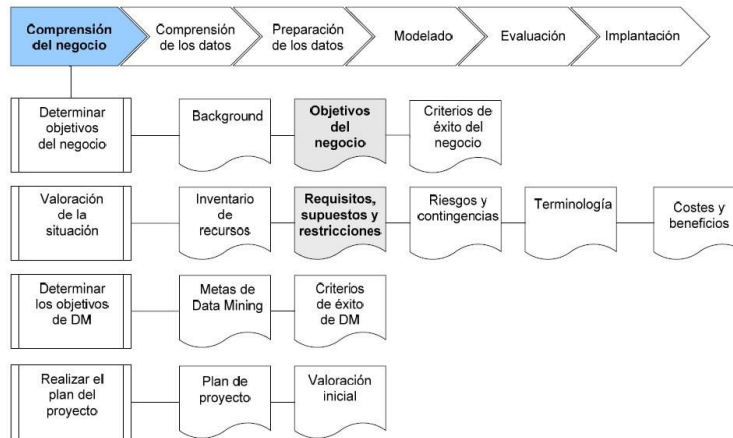 Comprensión
del negocio
Comprensión
de los datos
Preparación
de los datos
Modelado
Evaluación
Implantación
Determinar
objetivos
del negocio
Background
Objetivos
del
negocio
Criterios
de
éxito del
negocio
Valoración
de la
situación
Inventario
de
recursos
Requisitos,
supuestos y
restricciones
Riesgos y
contingencias
Terminología
Costes y
beneficios
Determinar
los objetivos
de DM
Metas de
Data Mining
Criterios
de éxito
de DM
Realizar el
plan del
proyecto
Plan de
proyecto
Valoración
inicial